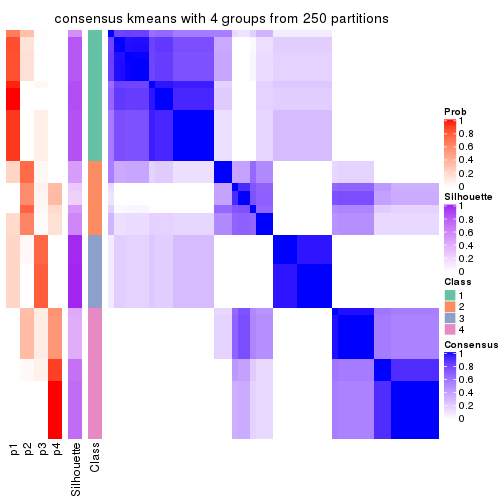 consensus kmeans with 4 groups from 250 partitions
Prob
1
0.8
0.6
0.4
0.2
0
Silhouette
1
0.8
0.6
0.4
0.2
0
Class
1
2
3
4
Consensus
1
0.8
0.6
0.4
0.2
0
p1
p2
p3
p4
Silhouette
Class